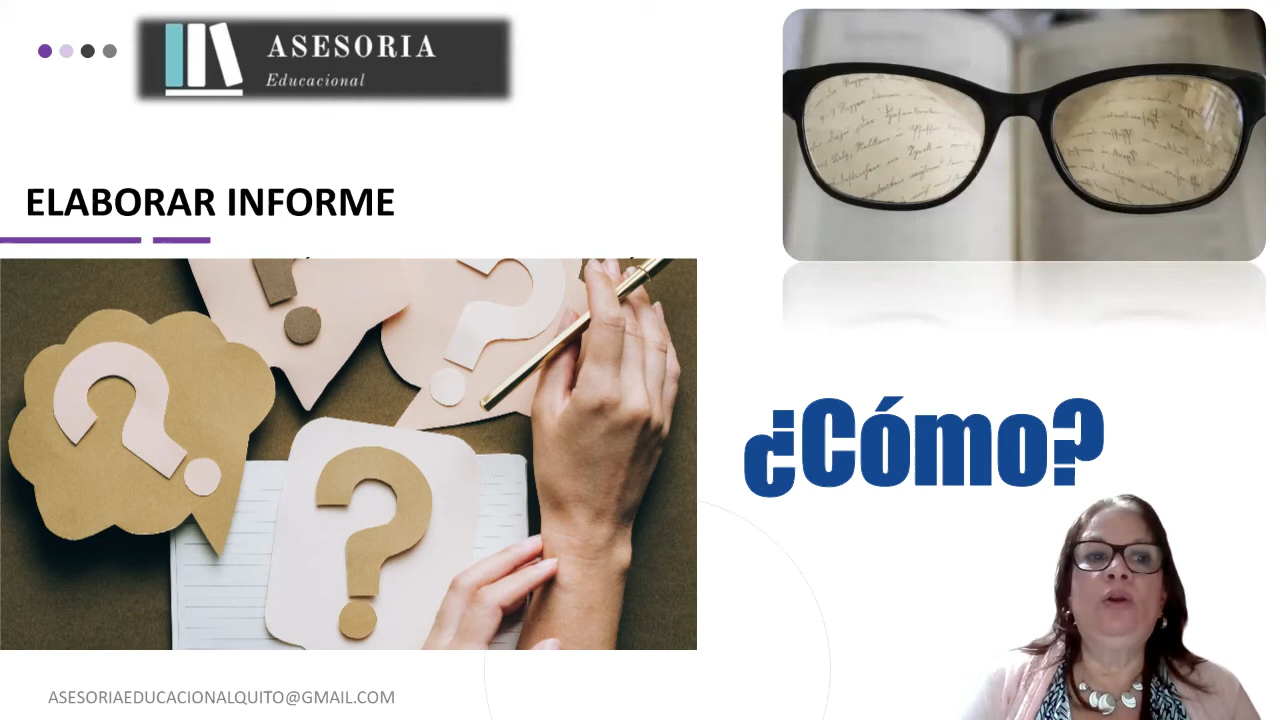 ASESORIA
Educacional
ELABORAR INFORME
¿Cómo?
ASESORIAEDUCACIONALQUITO@GMAIL.COM